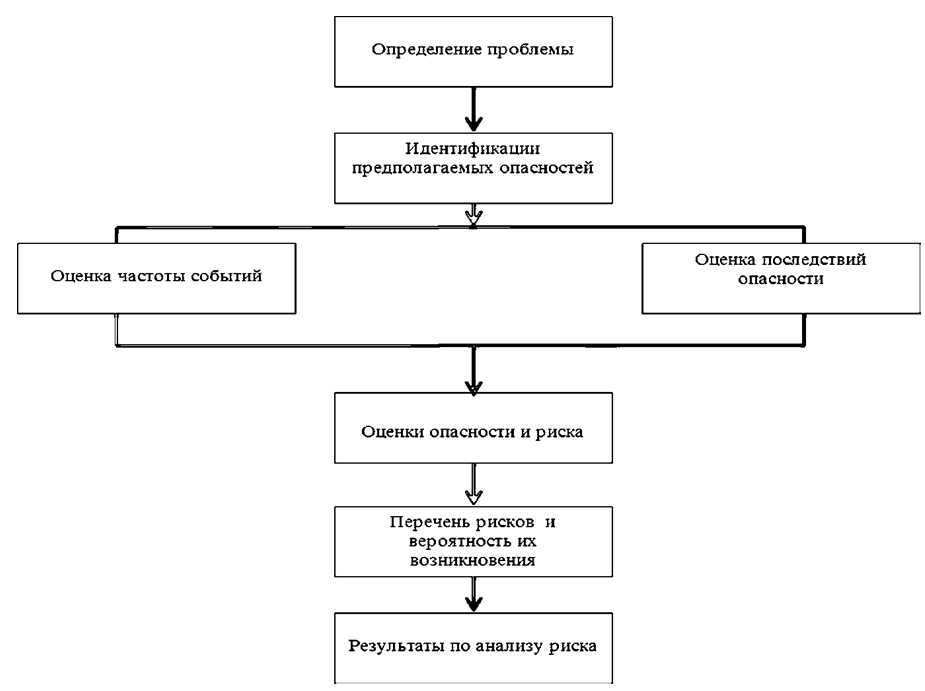 Определение проблемы
Идентификации
предполагаемых опасностей
Оценка частоты событий
Оценка последствий
опасности
Оценки опасности и риска
Перечень рисков и
вероятность их
возникновения
Результаты по анализу риска